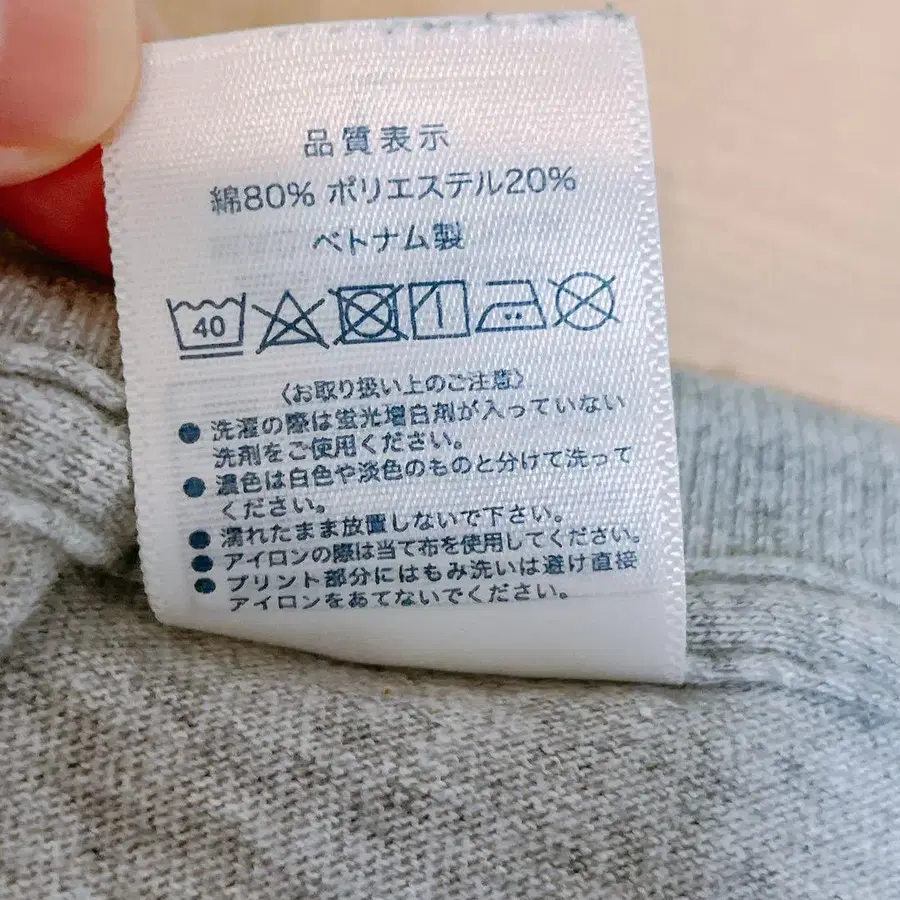 品質表示
綿80% ポリエステル20%
ベトナム製
40
〈お取り扱い上のご注意〉
● 洗濯の際は蛍光増白剤が入っていない
洗剤をご使用ください。
● 濃色は白色や淡色のものと分けて洗って
ください。
● 濡れたまま放置しないで下さい。
● アイロンの際は当て布を使用してください。
● プリント部分にはもみ洗いは避け直接
アイロンをあてないでください。